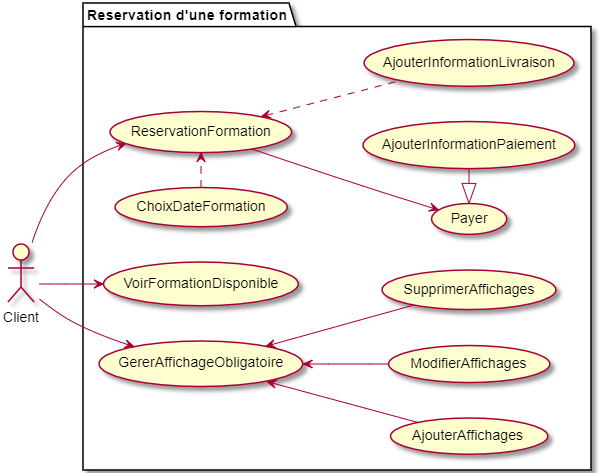 Reservation d'une formation
AjouterInformationLivraison
ReservationFormation
AjouterInformationPaiement
ChoixDateFormation
Payer
VoirFormationDisponible
SupprimerAffichages
Client
GererAffichageObligatoire
ModifierAffichages
AjouterAffichages